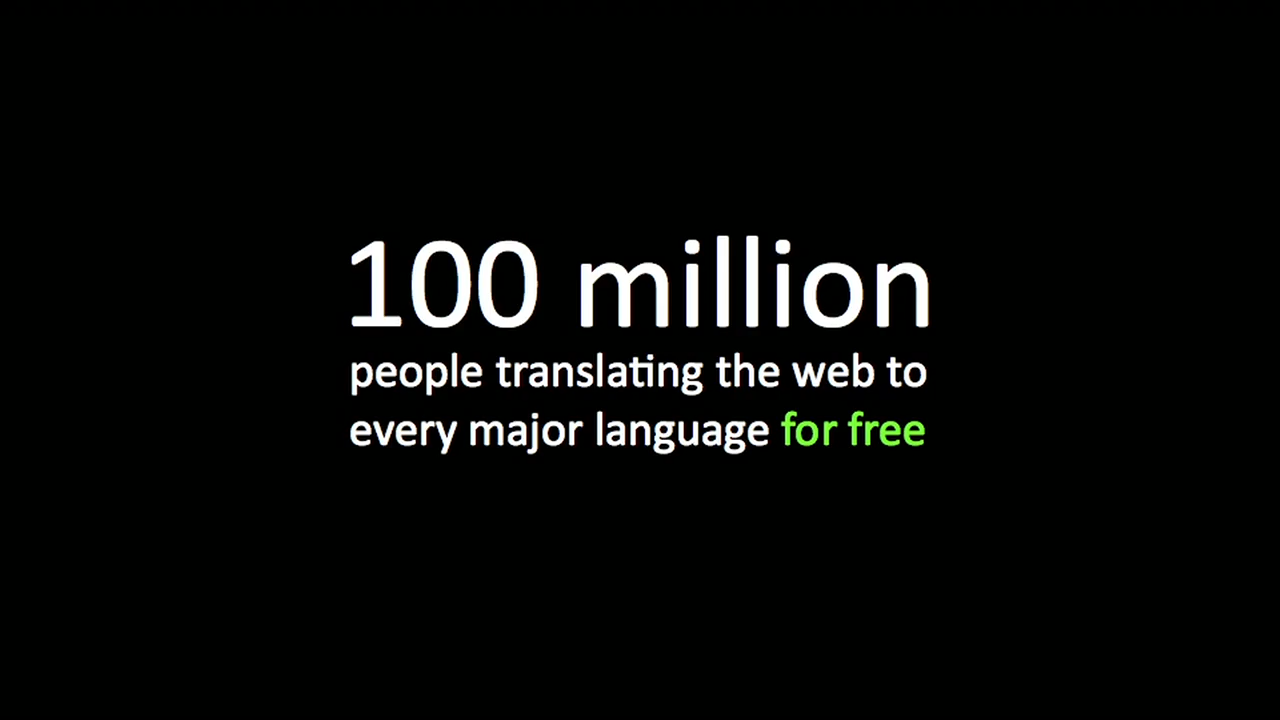 100 million
people translating the web to
every major language for free